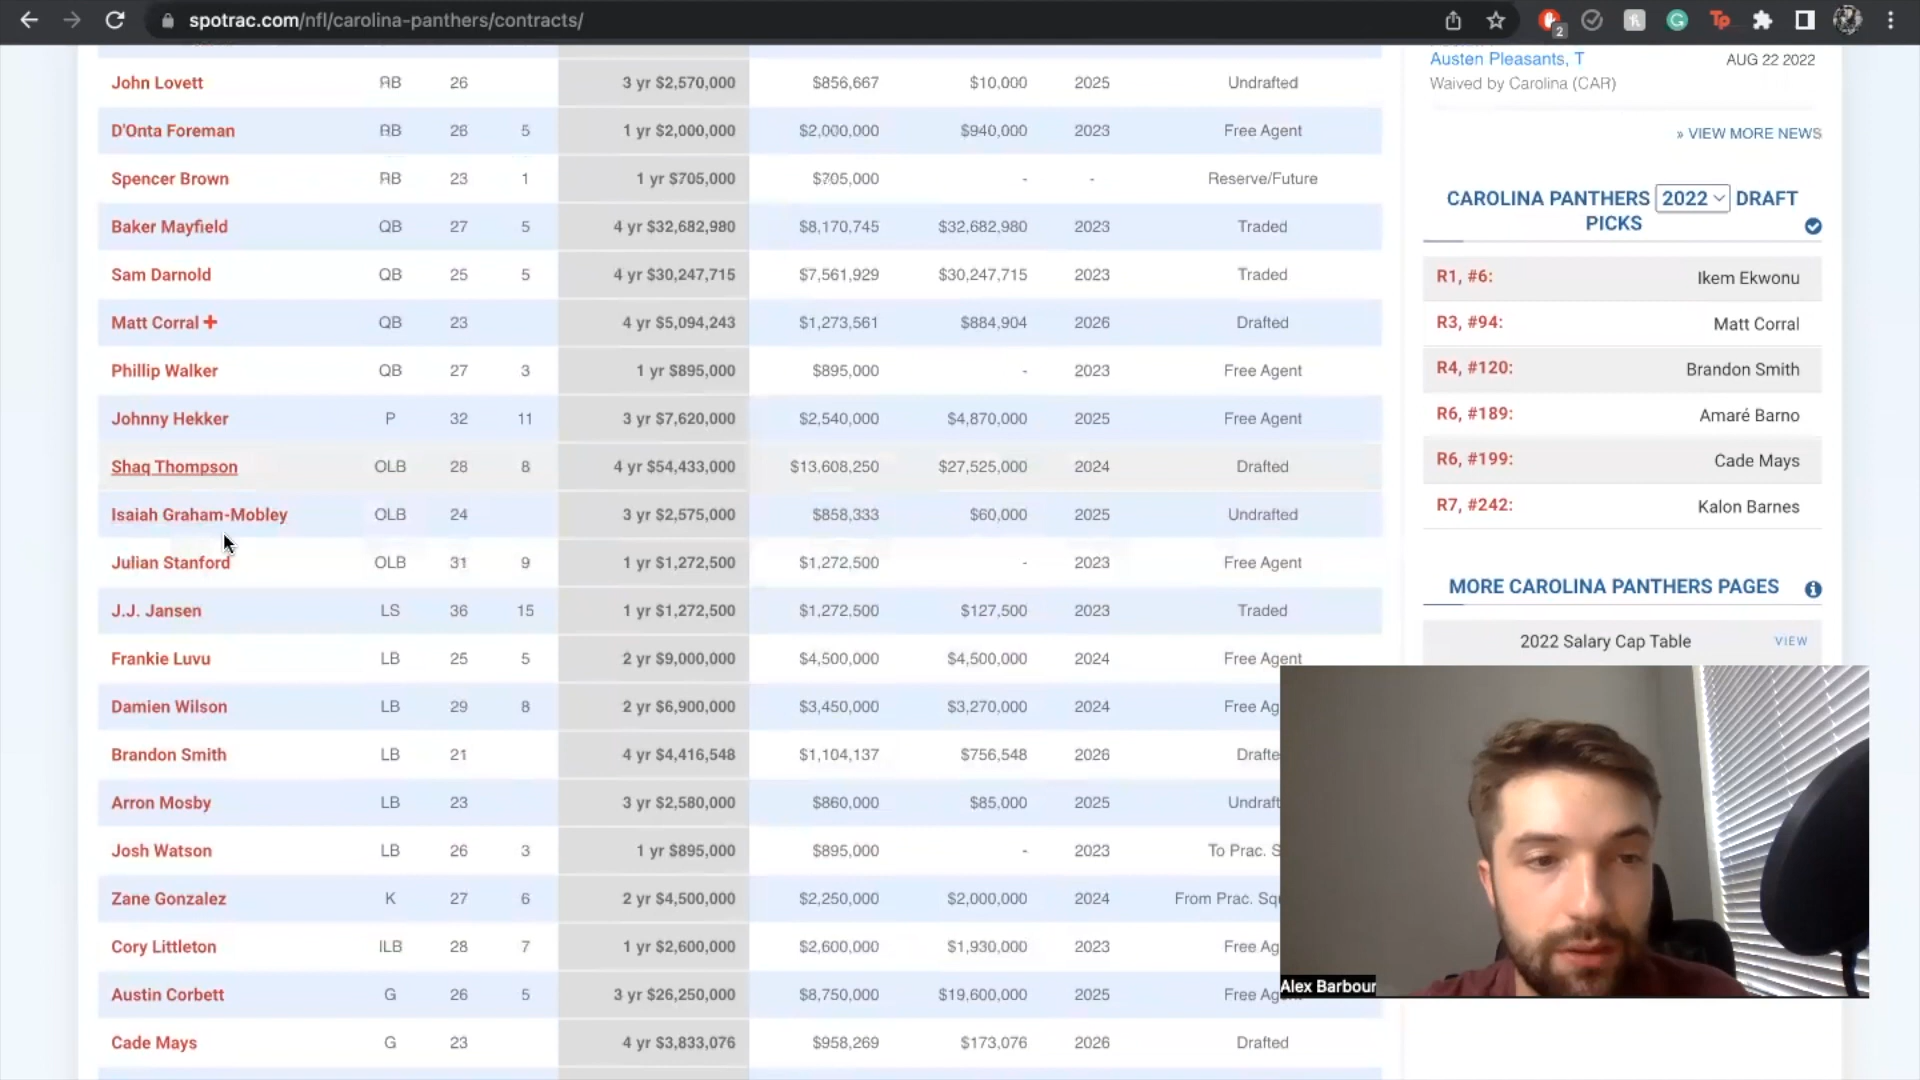 spotrac.com/nfl/carolina-panthers/contracts/
2
John Lovett RB 26 3 yr $2,570,000 $856,667 $10,000 2025 Undrafted
D'Onta Foreman RB 26 5 1 yr $2,000,000 $2,000,000 $940,000 2023 Free Agent
Spencer Brown RB 23 1 1 yr $705,000 $705,000 - - Reserve/Future
Baker Mayfield QB 27 5 4 yr $32,682,980 $8,170,745 $32,682,980 2023 Traded
Sam Darnold QB 25 5 4 yr $30,247,715 $7,561,929 $30,247,715 2023 Traded
Matt Corral QB 23 4 yr $5,094,243 $1,273,561 $884,904 2026 Drafted
Phillip Walker QB 27 3 1 yr $895,000 $895,000 - 2023 Free Agent
Johnny Hekker P 32 11 3 yr $7,620,000 $2,540,000 $4,870,000 2025 Free Agent
Shaq Thompson OLB 28 8 4 yr $54,433,000 $13,608,250 $27,525,000 2024 Drafted
Isaiah Graham-Mobley OLB 24 3 yr $2,575,000 $858,333 $60,000 2025 Undrafted
Julian Stanford OLB 31 9 1 yr $1,272,500 $1,272,500 - 2023 Free Agent
J.J. Jansen LS 36 15 1 yr $1,272,500 $1,272,500 $127,500 2023 Traded
Frankie Luvu LB 25 5 2 yr $9,000,000 $4,500,000 $4,500,000 2024 Free Agent
Damien Wilson LB 29 8 2 yr $6,900,000 $3,450,000 $3,270,000 2024 Free Ag
Brandon Smith LB 21 4 yr $4,416,548 $1,104,137 $756,548 2026 Drafte
Arron Mosby LB 23 3 yr $2,580,000 $860,000 $85,000 2025 Undraft
Josh Watson LB 26 3 1 yr $895,000 $895,000 - 2023 To Prac. S
Zane Gonzalez K 27 6 2 yr $4,500,000 $2,250,000 $2,000,000 2024 From Prac. Sq
Cory Littleton ILB 28 7 1 yr $2,600,000 $2,600,000 $1,930,000 2023 Free Ag
Austin Corbett G 26 5 3 yr $26,250,000 $8,750,000 $19,600,000 2025 Free Ag
Cade Mays G 23 4 yr $3,833,076 $958,269 $173,076 2026 Drafted
Austen Pleasants, T AUG 22 2022
Waived by Carolina (CAR)
» VIEW MORE NEWS
CAROLINA PANTHERS 2022 DRAFT
PICKS
R1, #6: Ikem Ekwonu
R3, #94: Matt Corral
R4, #120: Brandon Smith
R6, #189: Amaré Barno
R6, #199: Cade Mays
R7, #242: Kalon Barnes
MORE CAROLINA PANTHERS PAGES
2022 Salary Cap Table VIEW
Alex Barbour